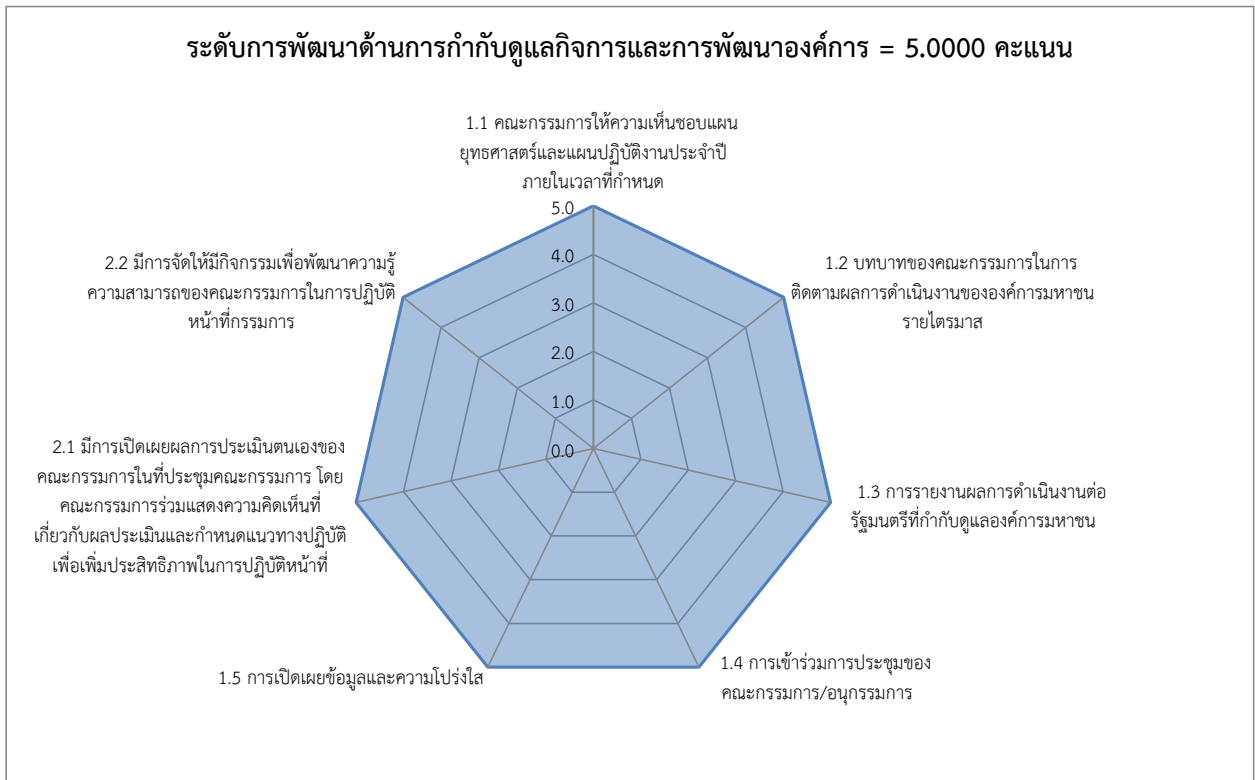 ระดับการพัฒนาด้านการกำกับดูแลกิจการและการพัฒนาองค์การ = 5.0000 คะแนน
1.1 คณะกรรมการให้ความเห็นชอบแผน
ยุทธศาสตร์และแผนปฏิบัติงานประจำปี
ภายในเวลาที่กำหนด
5.0
4.0
3.0
2.0
1.0
0.0
1.2 บทบาทของคณะกรรมการในการ
ติดตามผลการดำเนินงานขององค์การมหาชน
รายไตรมาส
1.3 การรายงานผลการดำเนินงานต่อ
รัฐมนตรีที่กำกับดูแลองค์การมหาชน
1.4 การเข้าร่วมการประชุมของ
คณะกรรมการ/อนุกรรมการ
1.5 การเปิดเผยข้อมูลและความโปร่งใส
2.1 มีการเปิดเผยผลการประเมินตนเองของ
คณะกรรมการในที่ประชุมคณะกรรมการ โดย
คณะกรรมการร่วมแสดงความคิดเห็นที่
เกี่ยวกับผลประเมินและกำหนดแนวทางปฏิบัติ
เพื่อเพิ่มประสิทธิภาพในการปฏิบัติหน้าที่
2.2 มีการจัดให้มีกิจกรรมเพื่อพัฒนาความรู้
ความสามารถของคณะกรรมการในการปฏิบัติ
หน้าที่กรรมการ